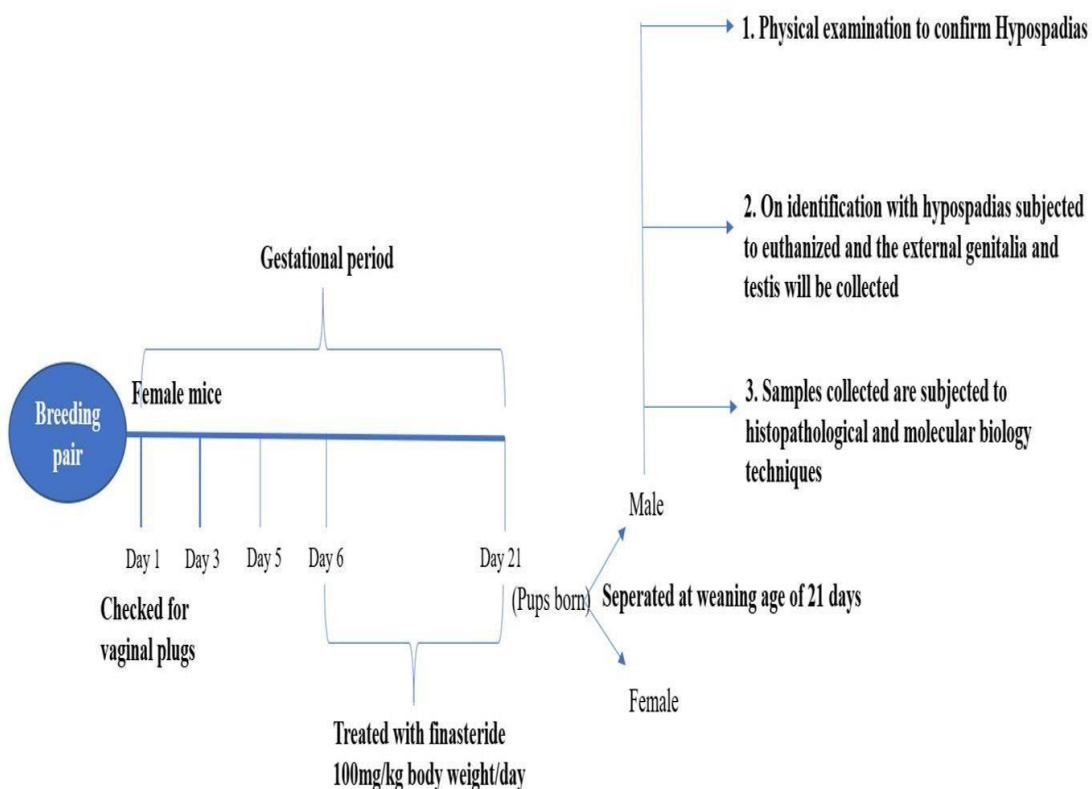 1. Physical examination to confirm Hypospadias
2. On identification with hypospadias subjected
to euthanized and the external genitalia and
testis will be collected
3. Samples collected are subjected to
histopathological and molecular biology
techniques
Gestational period
Female mice
Breeding
pair
Day 1
Day 3
Day 5
Day 6
Day 21
Checked for
vaginal plugs
Treated with finasteride
100mg/kg body weight/day
(Pups born)
Male
Seperated at weaning age of 21 days
Female